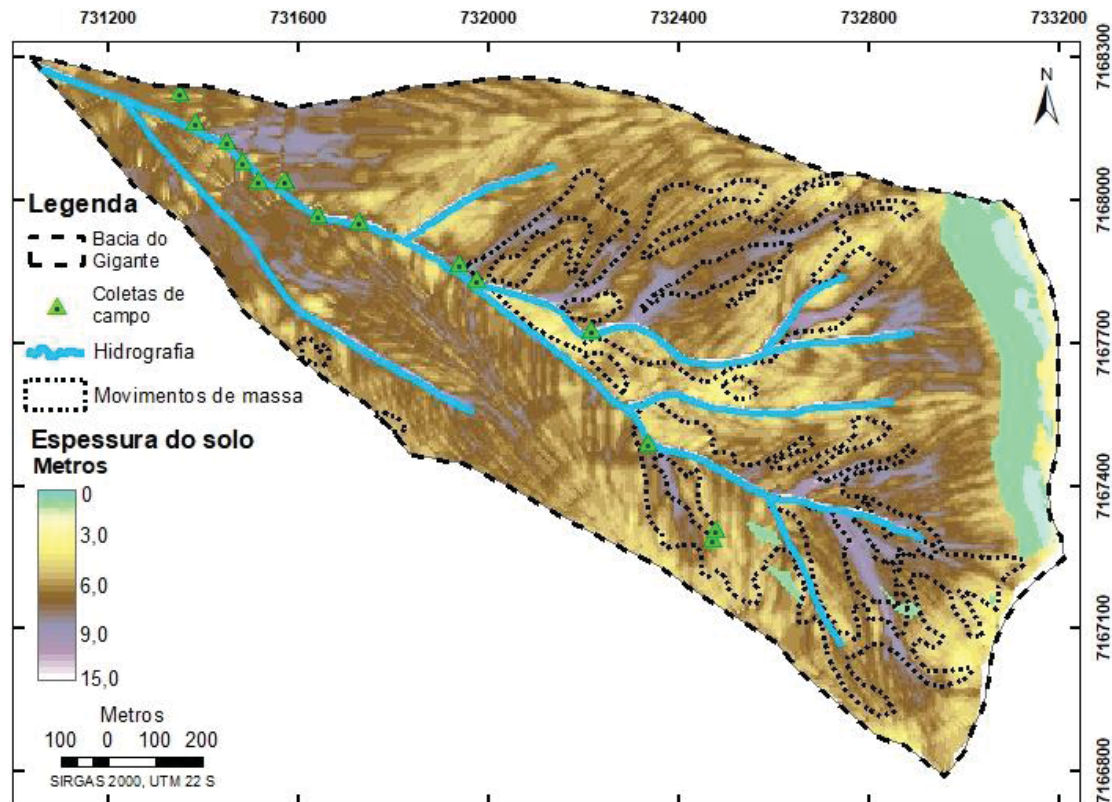 731200 731600 732000 732400 732800 733200
7168300
N
7168000
7167700
7167400
7167100
7166800
Legenda
Bacia do
Gigante
Coletas de
campo
Hidrografia
Movimentos de massa
Espessura do solo
Metros
0
3,0
6,0
9,0
15,0
Metros
100 0 100 200
SIRGAS 2000, UTM 22 S